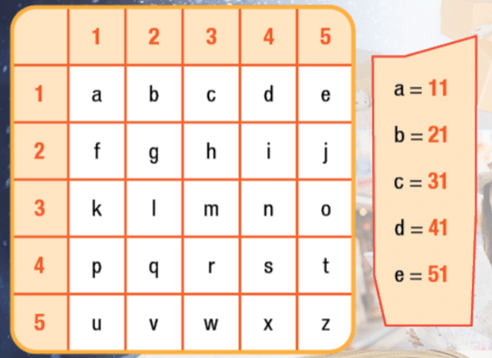 1 2 3 4 5
1 a b c d e
2 f g h i j
3 k l m n o
4 p q r s t
5 u v w x z
a = 11
b = 21
c = 31
d = 41
e = 51